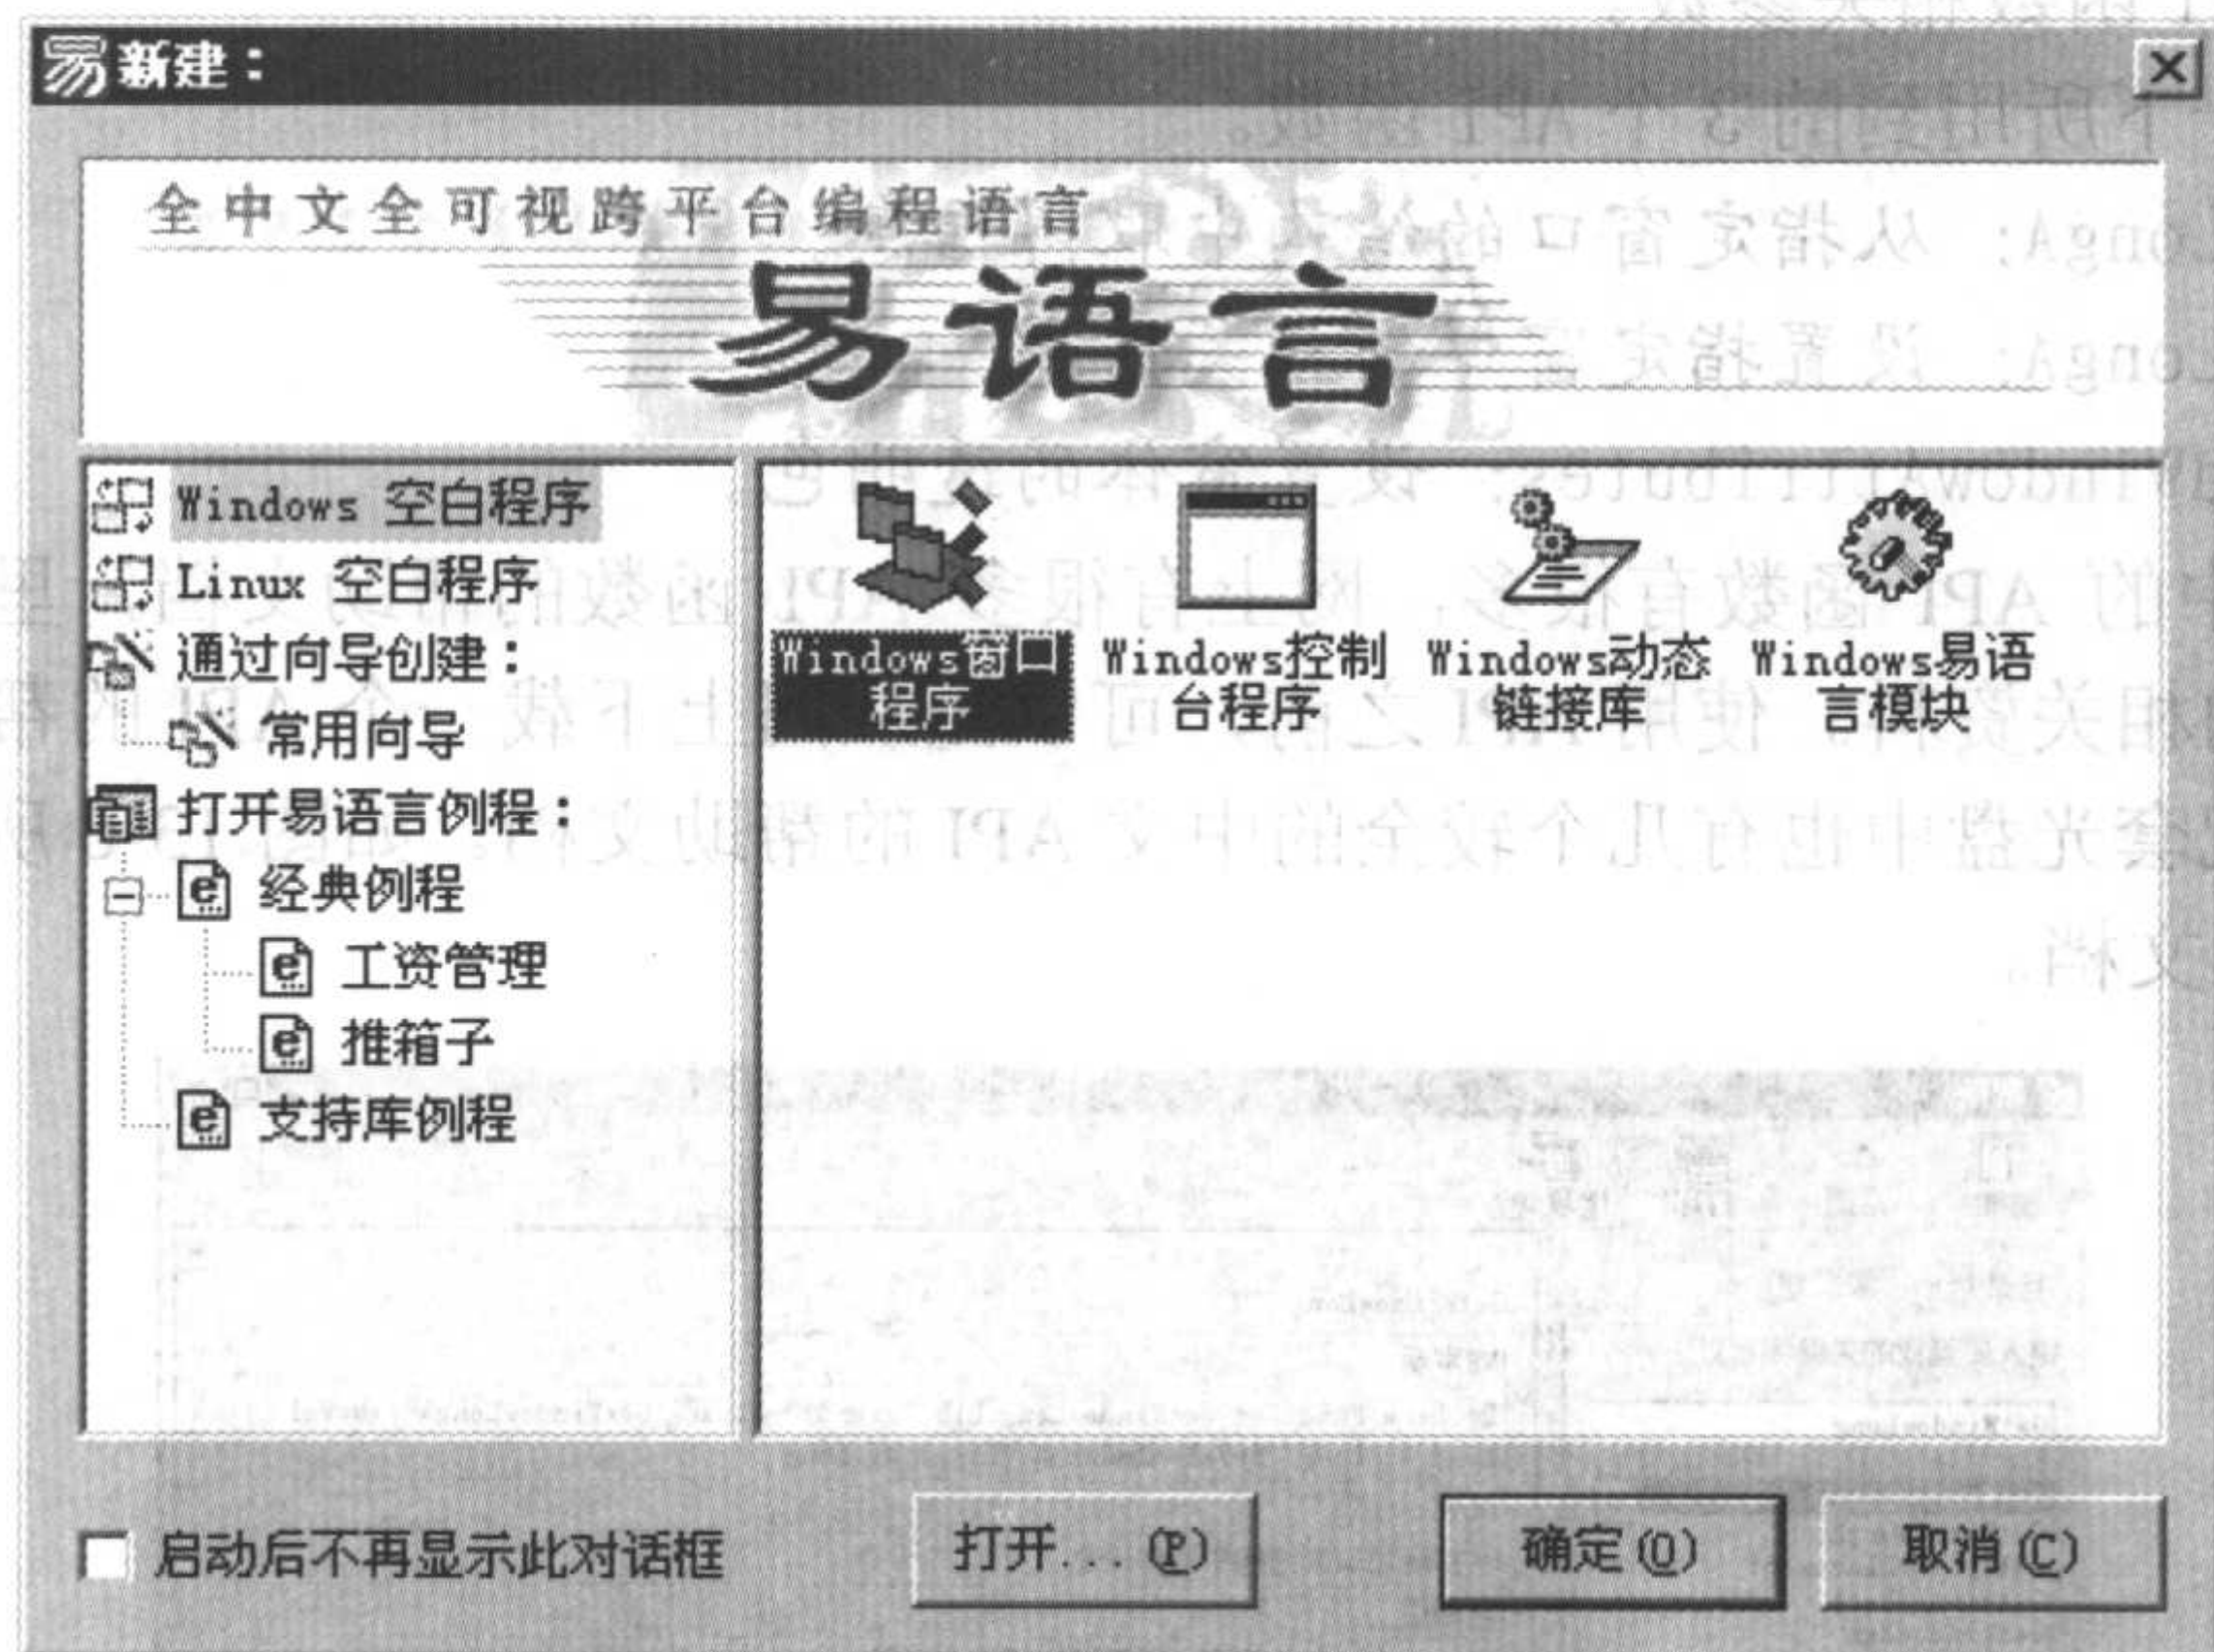 易新建：
全中文全可视跨平台编程语言
易语言
Windows 空白程序
Linux 空白程序
通过向导创建：
常用向导
打开易语言例程：
经典例程
工资管理
推箱子
支持库例程
Windows窗口
程序
Windows控制
台程序
Windows动态
链接库
Windows易语
言模块
启动后不再显示此对话框
打开...(P)
确定(O)
取消(C)